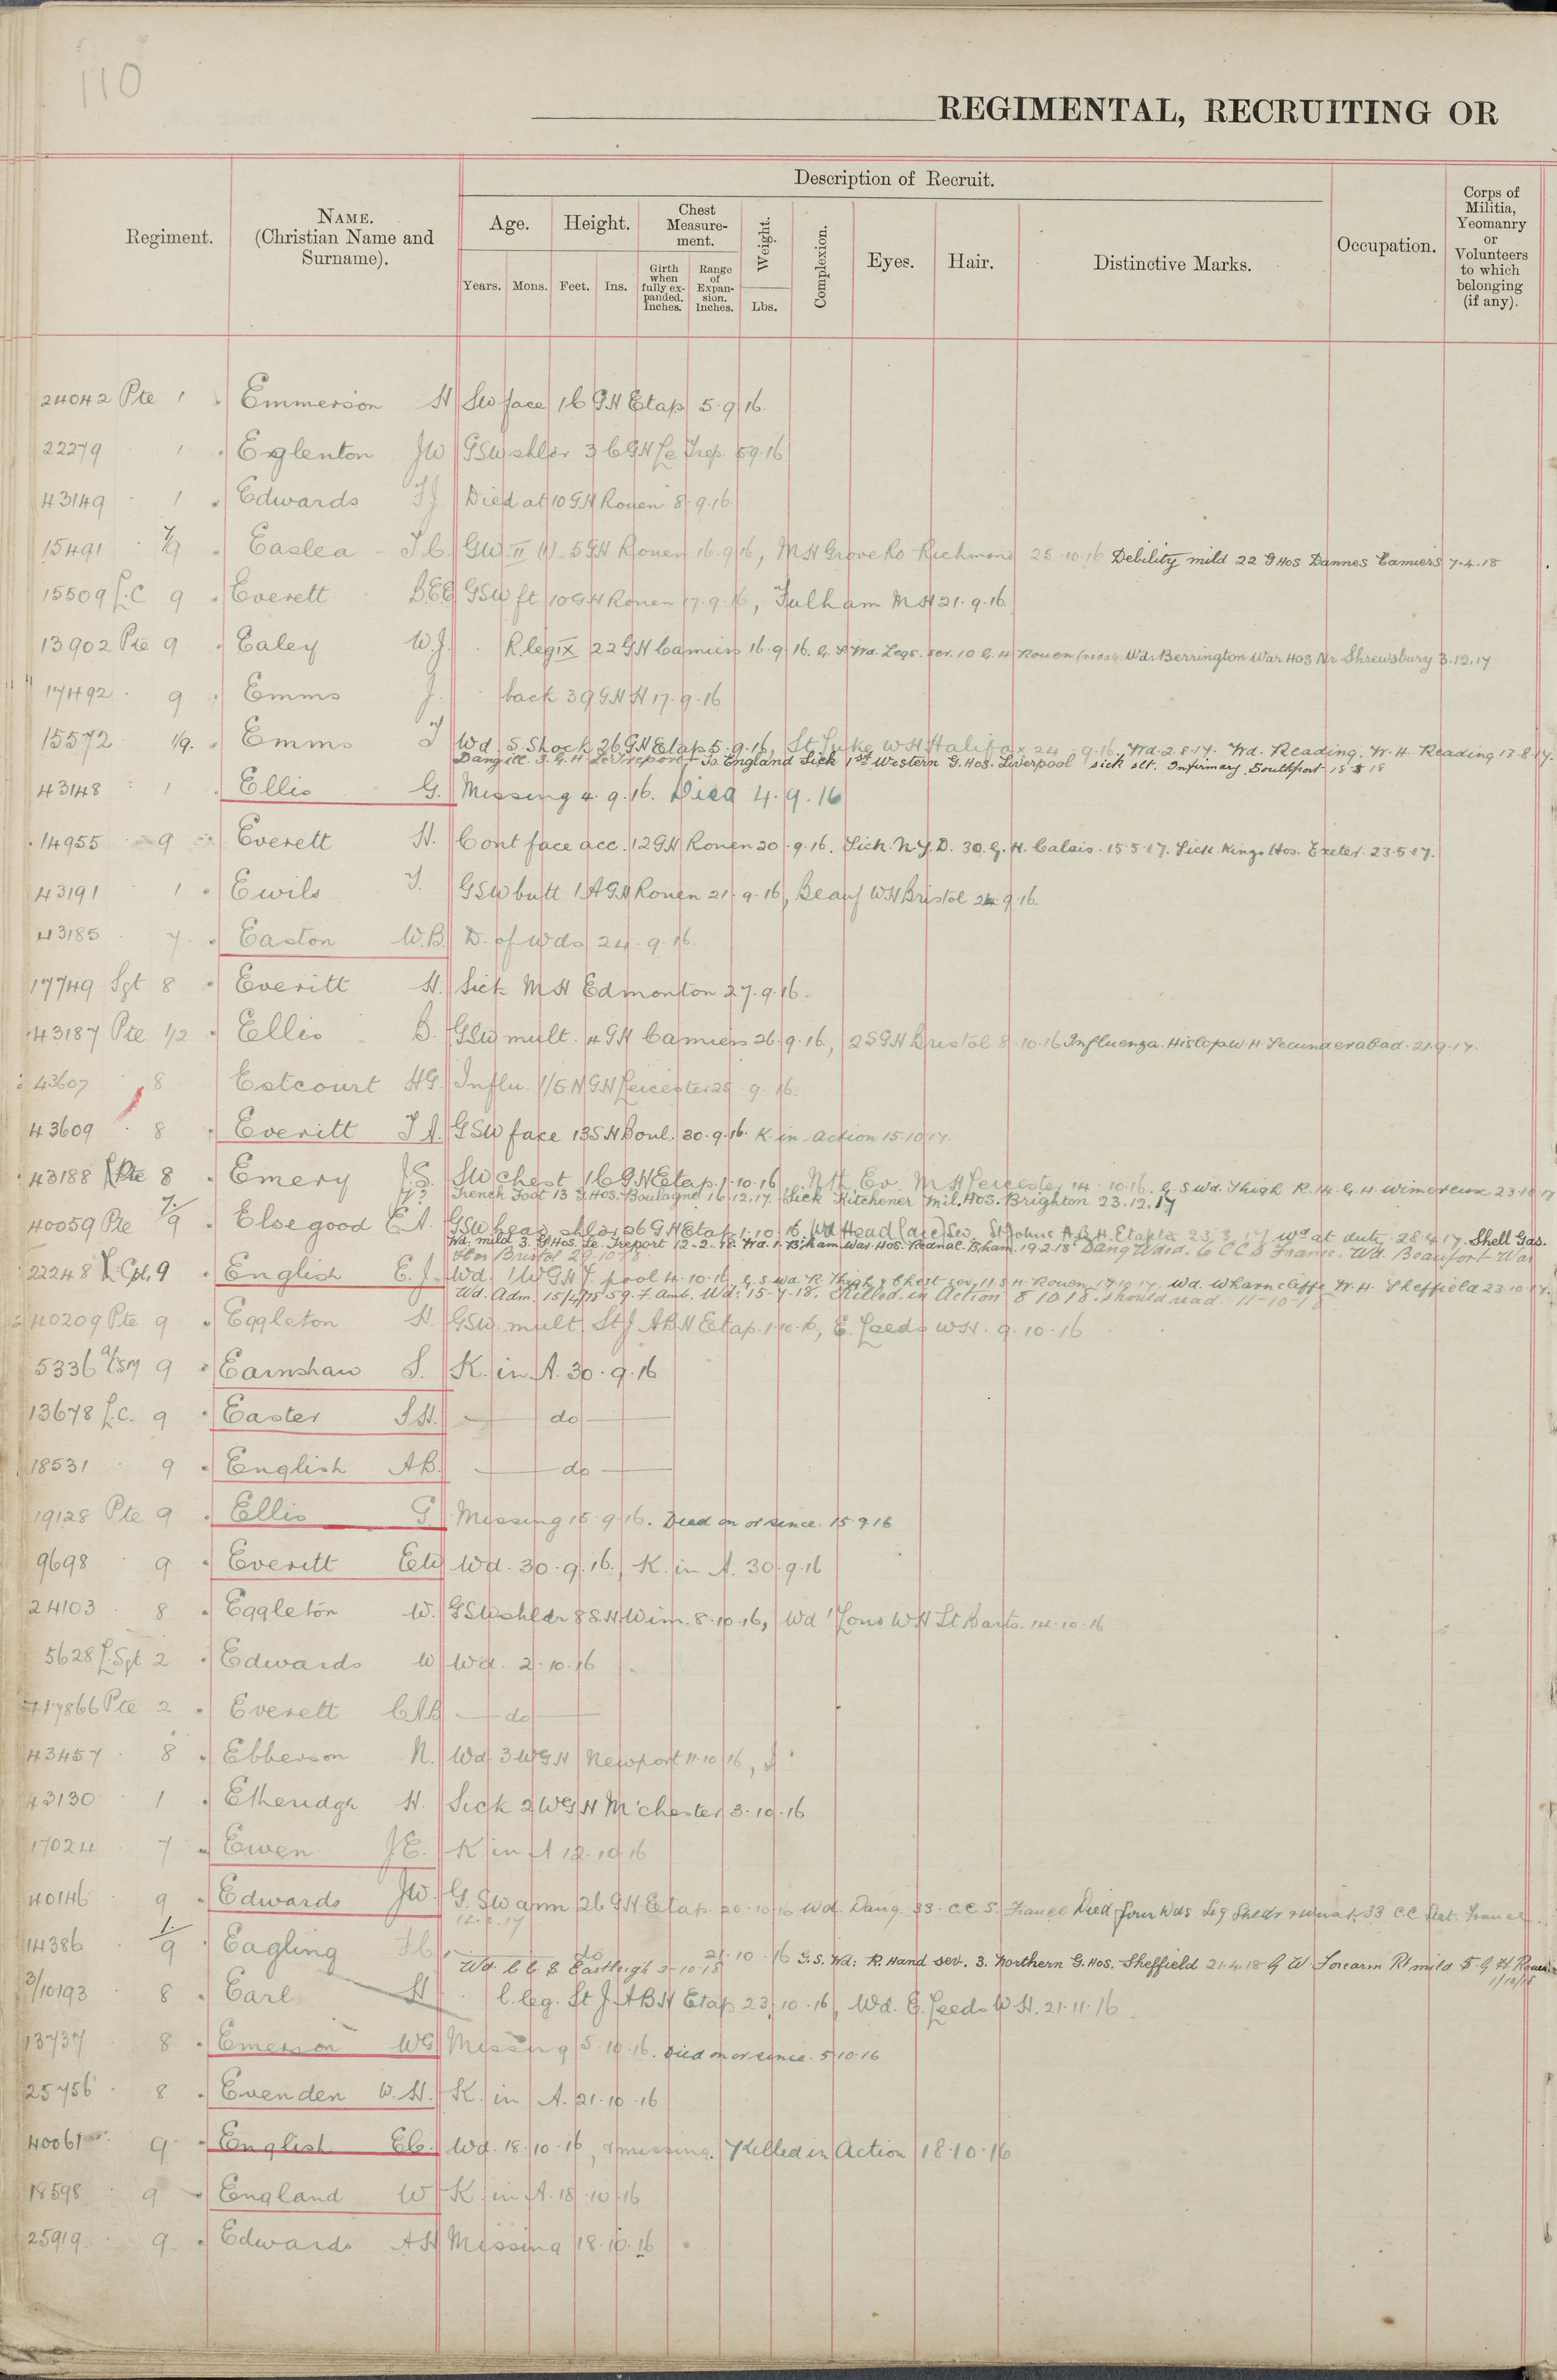 110
REGIMENTAL, RECRUITING OR
Description of Recruit.
Regiment.
NAME.
(Christian Name and
Surname).
Age.
Height.
Chest
Measure-
ment.
Weight.
Complexion.
Eyes.
Hair.
Distinctive Marks.
Occupation.
Corps of
Militia,
Yeomanry
or
Volunteers
to which
belonging
(if any).
Years.
Mons.
Feet.
Ins.
Girth
when
fully ex-
panded.
Inches.
Range
of
Expan-
sion.
Inches.
Lbs.
24042 Pte 1 Emmerson H SW face 16 GH Etap 5.9.16.
22279 1 Eglenton JW GSW shldr 3 C GH Le Trep. 5.9.16
43149 1 Edwards Died at 10 GH Rouen 8.9.16
15491 7/9 Easlea GW II 5 GH Rouen 16.9.16, MH Grove Rd Richmond 25.10.16 Debility mild 22 G Hos Dannes Camiers 7.4.18
15509 L.C 9 Everett GSW ft 10 GH Rouen 17.9.16, Fulham MH 21.9.16
13902 Pte 9 Ealey W.J. R leg IX 22 GH Camiers 16.9.16. G.S Wd. Legs. ser. 10 G.H Rouen Wd. Berrington War Hos Nr Shrewsbury 3.12.17
17492 9 Emms J. back 39 GH H 17.9.16
15572 1/9. Emms Wd. S. Shock 26 GH Etap 5.9.16, St Luke WH Halifax 24.9.16. Wd. 2.8.17. Wd. Reading. W.H. Reading 13.8.17.
Dang ill. 3. G.H. Le Treport To England Sick 1st Western G. Hos. Liverpool sick slt. Infirmary. Southport 18 5 18
43148 1 Ellis G. Missing 4.9.16. Died 4.9.16
14955 9 Everett H. Cont face acc. 12 GH Rouen 20.9.16. Sick. N.Y.D. 30. G.H. Calais. 15.5.17. Sick. Kings Hos. Exeter. 23.5.17.
43191 1 Ewils GSW butt 1 A GH Rouen 21.9.16, Beauf WH Bristol 24.9.16.
43185 7. Easton W.B D. of Wds 24.9.16.
17749 Sgt 8 Everitt H. Sick MH Edmonton 27.9.16.
43187 Pte 1/2 Ellis B. GSW mult. 4 GH Camiers 26.9.16, 2 S GH Bristol 8.10.16 Influenza. Hislop W.H. Secunderabad. 21.9.17.
43607 8 Estcourt HG. Influ. 1/5 N GH Leicester 25 9.16.
43609 8 Everitt GSW face 13 S H Boul. 30.9.16. K. in Action 15.10.17.
43188 Pte 8 Emery J.S. SW chest 1 C GH Etap. 1.10.16, Nth Ev. MH Leicester 14.10.16. G S Wd. Thigh R. 14. G.H. Wimereux 23.10.17
Trench Foot 13 G. Hos. Boulogne 16.12.17. Sick Kitchener Mil. Hos. Brighton 23.12.17
40059 Pte 7/9 Elsegood E A. GSW head, shldr, 26 GH Etap 1.10.16, Wd Head (acc) Sev. St Johns A.B.H. Etaples 23.3.17 Wd at duty 28.4.17. Shell Gas.
Wd. mild 3. G Hos. Le Treport 12.2.18. Wd. 1. B'ham War. Hos. Rednal. B.ham. 19.2.18 Dang Wded. 6 CCS France. Wd. Beaufort War
Hos Bristol 29/10/18
22248 Cpl. 9 English E.J. Wd. 1 W GH L'pool 4.10.16 G.S Wd. R. Thigh & Chest sev. 11. S.H. Rouen 17.10.17. Wd. Wharncliffe W.H. Sheffield 23.10.17.
Wd. Adm. 15/4/18 59. F. Amb. Wd. 15-7-18. Killed. in Action 8 10 18. should read. 11-10-18
40209 Pte 9 Eggleton H. GSW. mult, St J ABH Etap. 1.10.16, E. Leeds WH. 9.10.16
5336 CSM 9 Earnshaw S. K. in A. 30.9.16
13678 L.C. 9 Easter S H. do
18531 9 English AB. do
19128 Pte 9 Ellis G. Missing 15.9.16. Died on or since. 15 9 16
9698 9 Everett EW Wd. 30.9.16, K. in A. 30.9.16
24103 8 Eggleton W. GSW shldr 8 S.H. Wim. 8.10.16, Wd 1 Lond WH St Barts. 14.10.16
5628 L.Sgt 2 Edwards W Wd. 2.10.16
17866 Pte 2 Everett CAB do
43457 8 Ebberson N. Wd. 3 W GH Newport 11.10.16,
43130 1 Etheridge H. Sick 2 W GH M'chester 3.10.16
17024 7 Ewen J E. K in A 12.10.16
40146 9 Edwards JW. G. SW arm 26 GH Etap. 20.10.16 Wd. Dang. 33. C.C S. France Died from Wds Leg Shldr 33 C.C. Stat. France
12.2.17
14386 1/9 Eagling do 21.10.16 G.S. Wd: R. Hand sev. 3. Northern G. Hos. Sheffield 21.4.18 G W Forearm Rt mild 5 G H Rouen
Wd. C C S Eastleigh 3-10-18 1/10/18
3/10193 8 Earl H l. leg. St J. ABH Etap 23.10.16, Wd. E. Leeds WH. 21.11.16.
13737 8 Emerson WG Missing 5.10.16. Died on or since. 5.10.16
25756 8 Evenden W.H. K. in A. 21.10.16
40061 9 English EC. Wd. 18.10.16, & missing. Killed in Action 18.10.16
18598 9 England W K in A. 18.10.16
25919 9 Edwards AH Missing 18.10.16